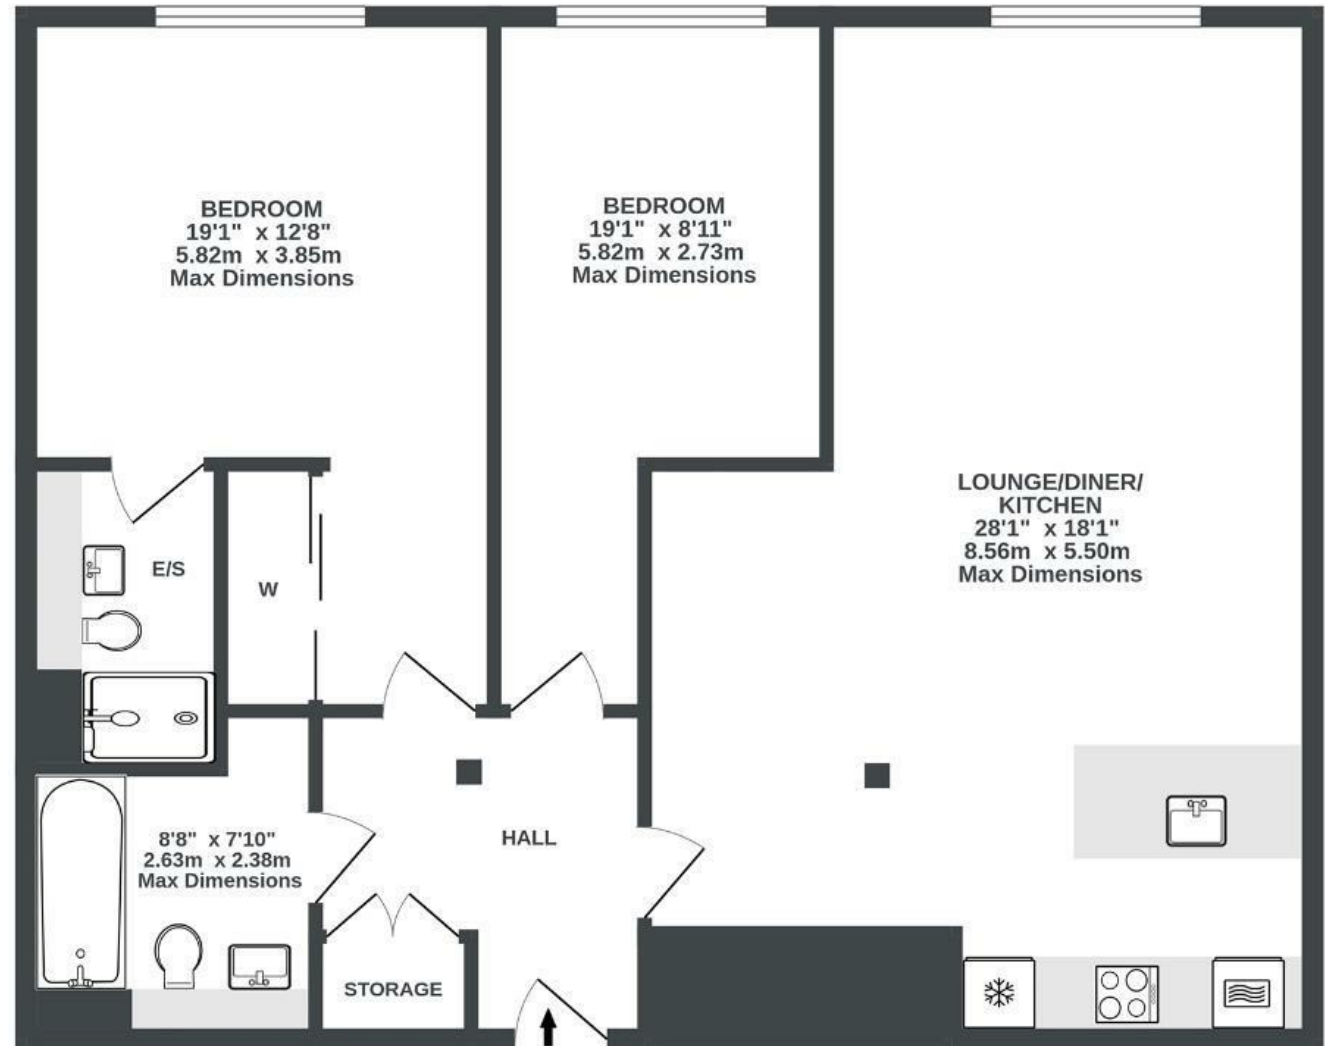 BEDROOM
19'1" x 12'8"
5.82m x 3.85m
Max Dimensions
BEDROOM
19'1" x 8'11"
5.82m x 2.73m
Max Dimensions
LOUNGE/DINER/
KITCHEN
28'1" x 18'1"
8.56m x 5.50m
Max Dimensions
E/S
W
8'8" x 7'10"
2.63m x 2.38m
Max Dimensions
HALL
STORAGE